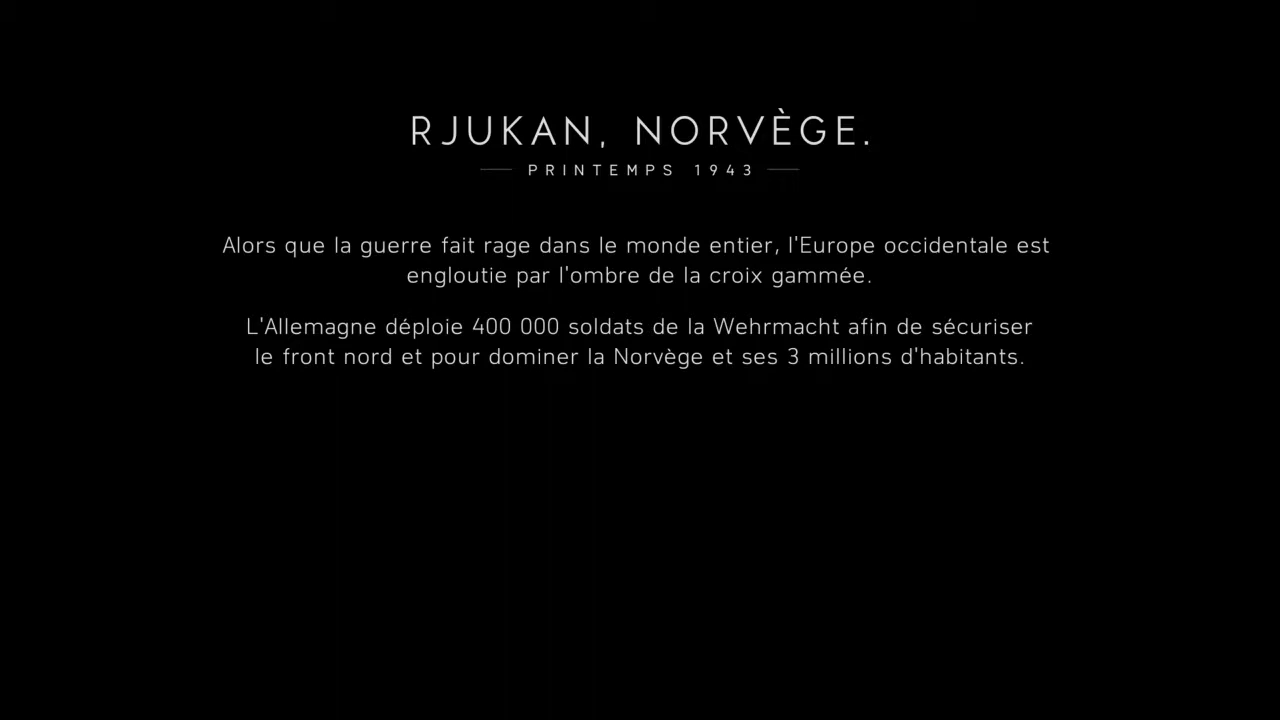 RJUKAN, NORVÈGE.
PRINTEMPS 1943
Alors que la guerre fait rage dans le monde entier, l'Europe occidentale est
engloutie par l'ombre de la croix gammée.
L'Allemagne déploie 400 000 soldats de la Wehrmacht afin de sécuriser
le front nord et pour dominer la Norvège et ses 3 millions d'habitants.